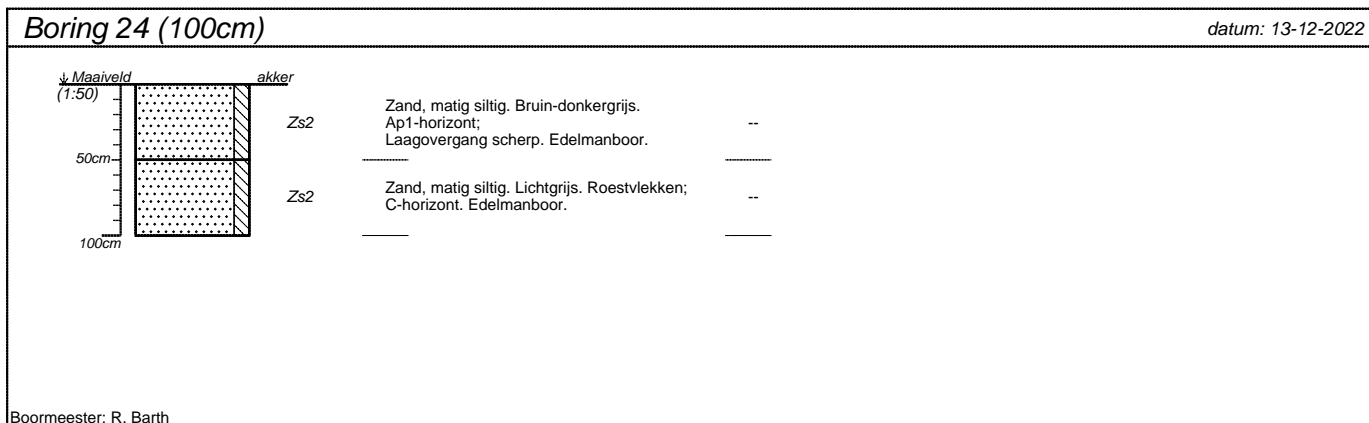 Boring 24 (100cm)
datum: 13-12-2022
Maaiveld
akker
(1:50)
Zs2
Zand, matig siltig. Bruin-donkergrijs.
Ap1-horizont;
Laagovergang scherp. Edelmanboor.
--
50cm
Zs2
Zand, matig siltig. Lichtgrijs. Roestvlekken;
C-horizont. Edelmanboor.
--
100cm
Boormeester: R. Barth